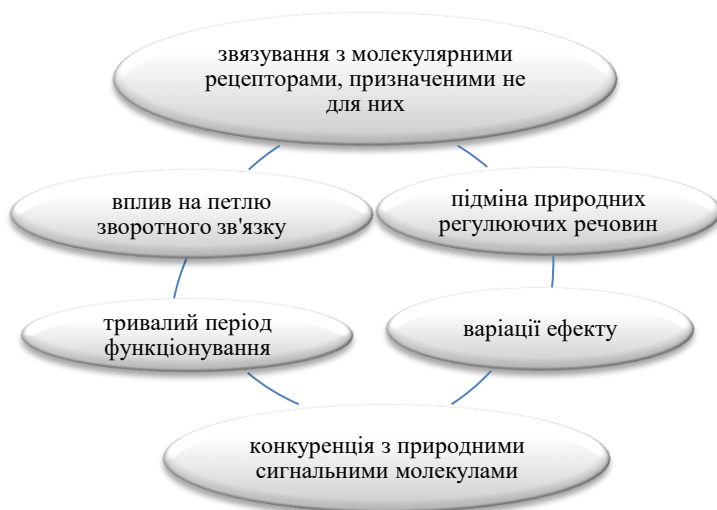 звязування з молекулярними
рецепторами, призначеними не
для них
вплив на петлю
зворотного зв'язку
підміна природних
регулюючих речовин
тривалий період
функціонування
варіації ефекту
конкуренція з природними
сигнальними молекулами